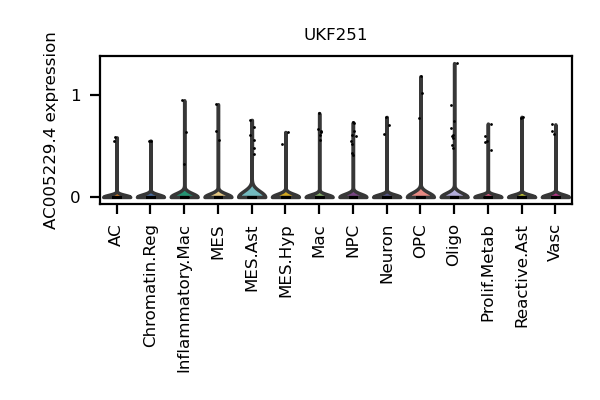 UKF251
AC005229.4 expression
1
0
AC
Chromatin.Reg
Inflammatory.Mac
MES
MES.Ast
MES.Hyp
Mac
NPC
Neuron
OPC
Oligo
Prolif.Metab
Reactive.Ast
Vasc